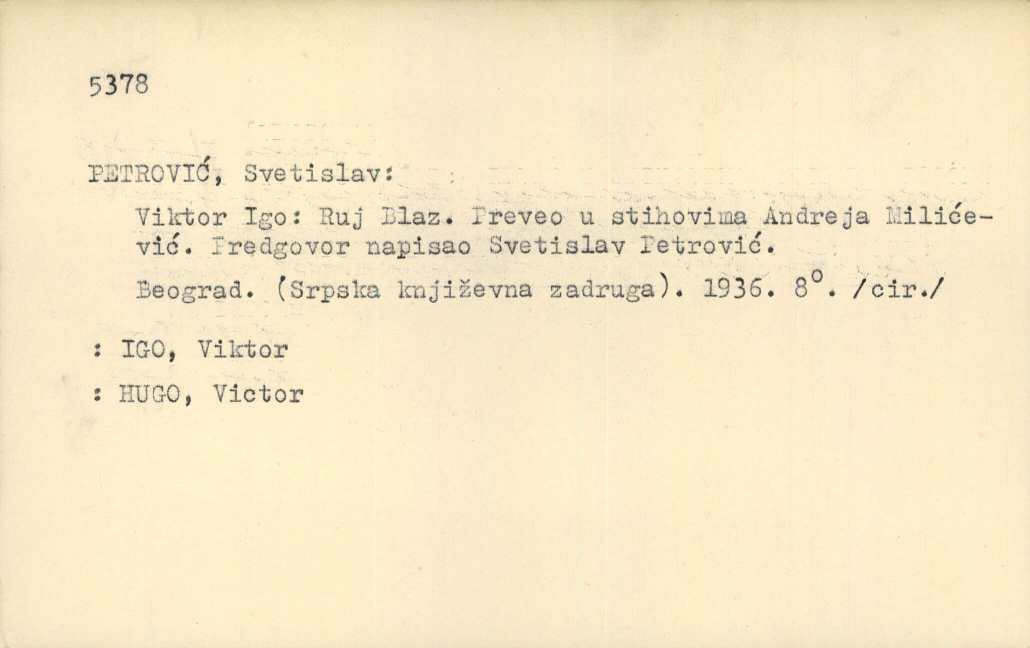 5378
PETROVIĆ, Svetislav:
Viktor Igo: Ruj Blaz. Preveo u stihovima Andreja Miliće-
vić. Predgovor napisao Svetislav Petrović.
Beograd. (Srpska književna zadruga). 1936. 8°. /cir./
: IGO, Viktor
: HUGO, Victor